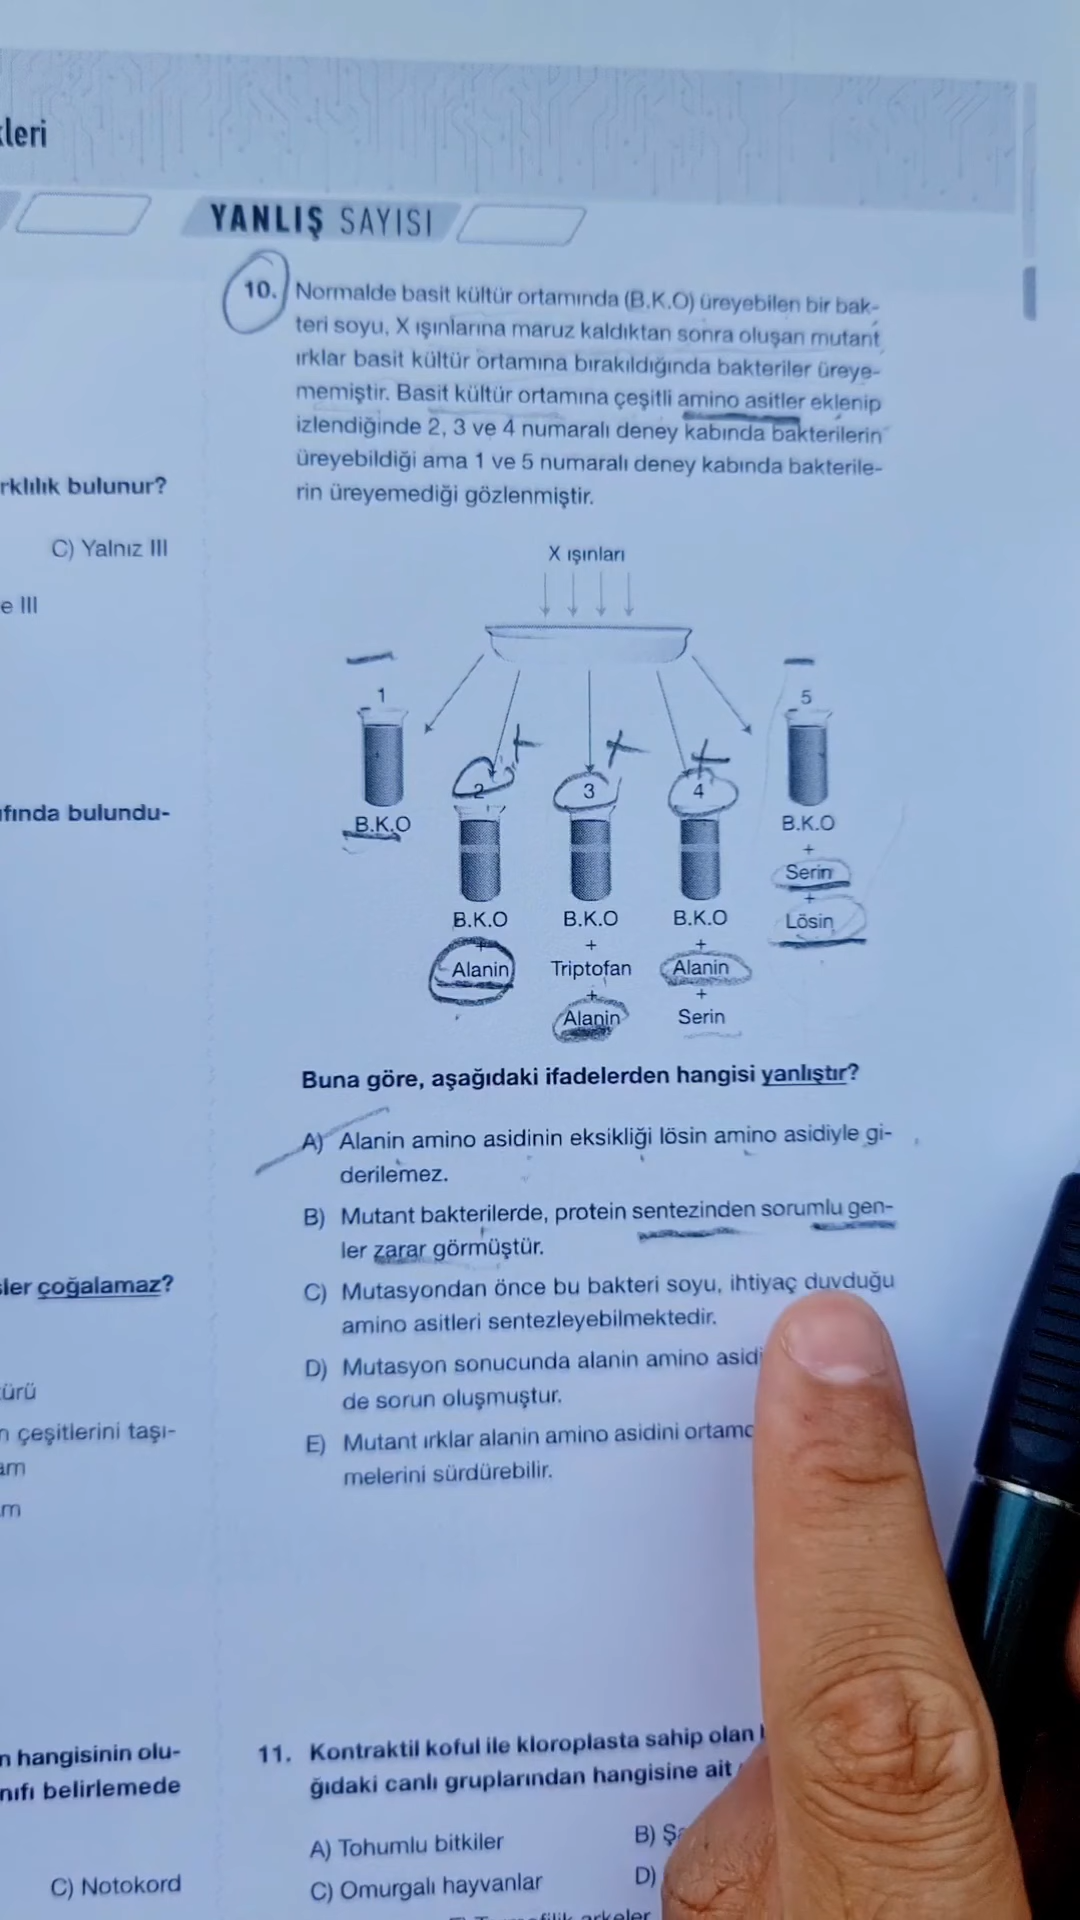 leri
YANLIŞ SAYISI
rklılık bulunur?
C) Yalnız III
e III
fında bulundu-
ler çoğalamaz?
türü
n çeşitlerini taşı-
am
m
n hangisinin olu-
nıfı belirlemede
C) Notokord
10. Normalde basit kültür ortamında (B.K.O) üreyebilen bir bak-
teri soyu, X ışınlarına maruz kaldıktan sonra oluşan mutant
ırklar basit kültür ortamına bırakıldığında bakteriler üreye-
memiştir. Basit kültür ortamına çeşitli amino asitler eklenip
izlendiğinde 2, 3 ve 4 numaralı deney kabında bakterilerin
üreyebildiği ama 1 ve 5 numaralı deney kabında bakterile-
rin üreyemediği gözlenmiştir.
X ışınları
1
B.K.O
2
B.K.O
+
Alanin
3
B.K.O
+
Triptofan
+
Alanin
4
B.K.O
+
Alanin
+
Serin
5
B.K.O
+
Serin
+
Lösin
Buna göre, aşağıdaki ifadelerden hangisi yanlıştır?
A) Alanin amino asidinin eksikliği lösin amino asidiyle gi-
derilemez.
B) Mutant bakterilerde, protein sentezinden sorumlu gen-
ler zarar görmüştür.
C) Mutasyondan önce bu bakteri soyu, ihtiyaç duyduğu
amino asitleri sentezleyebilmektedir.
D) Mutasyon sonucunda alanin amino asidi
de sorun oluşmuştur.
E) Mutant ırklar alanin amino asidini ortamd
melerini sürdürebilir.
11. Kontraktil koful ile kloroplasta sahip olan
ğıdaki canlı gruplarından hangisine ait
A) Tohumlu bitkiler
B) Ş
C) Omurgalı hayvanlar
D)